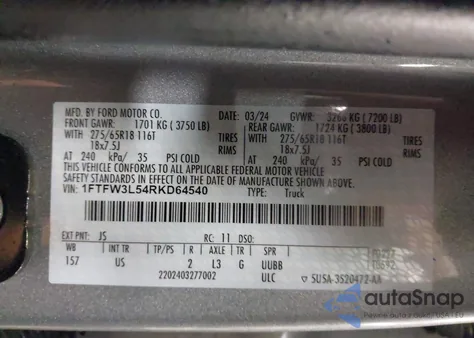 MFD. BY FORD MOTOR CO.
03/24 GVWR: 3266 KG ( 7200 LB)
FRONT GAWR: 1701 KG ( 3750 LB)
REAR GAWR: 1724 KG ( 3800 LB)
WITH 275/65R18 116T TIRES
WITH 275/65R18 116T TIRES
18x7.5J RIMS
18x7.5J RIMS
AT 240 kPa/ 35 PSI COLD
AT 240 kPa/ 35 PSI COLD
THIS VEHICLE CONFORMS TO ALL APPLICABLE FEDERAL MOTOR VEHICLE
SAFETY STANDARDS IN EFFECT ON THE DATE OF MANUFACTURE SHOWN ABOVE.
VIN: 1FTFW3L54RKD64540 TYPE: Truck
EXT PNT: J5 RC: 11 DSO:
WB INT TR TP/PS R AXLE TR SPR
157 US 2 L3 G UUBB
2202403277002 ULC
autoSnap